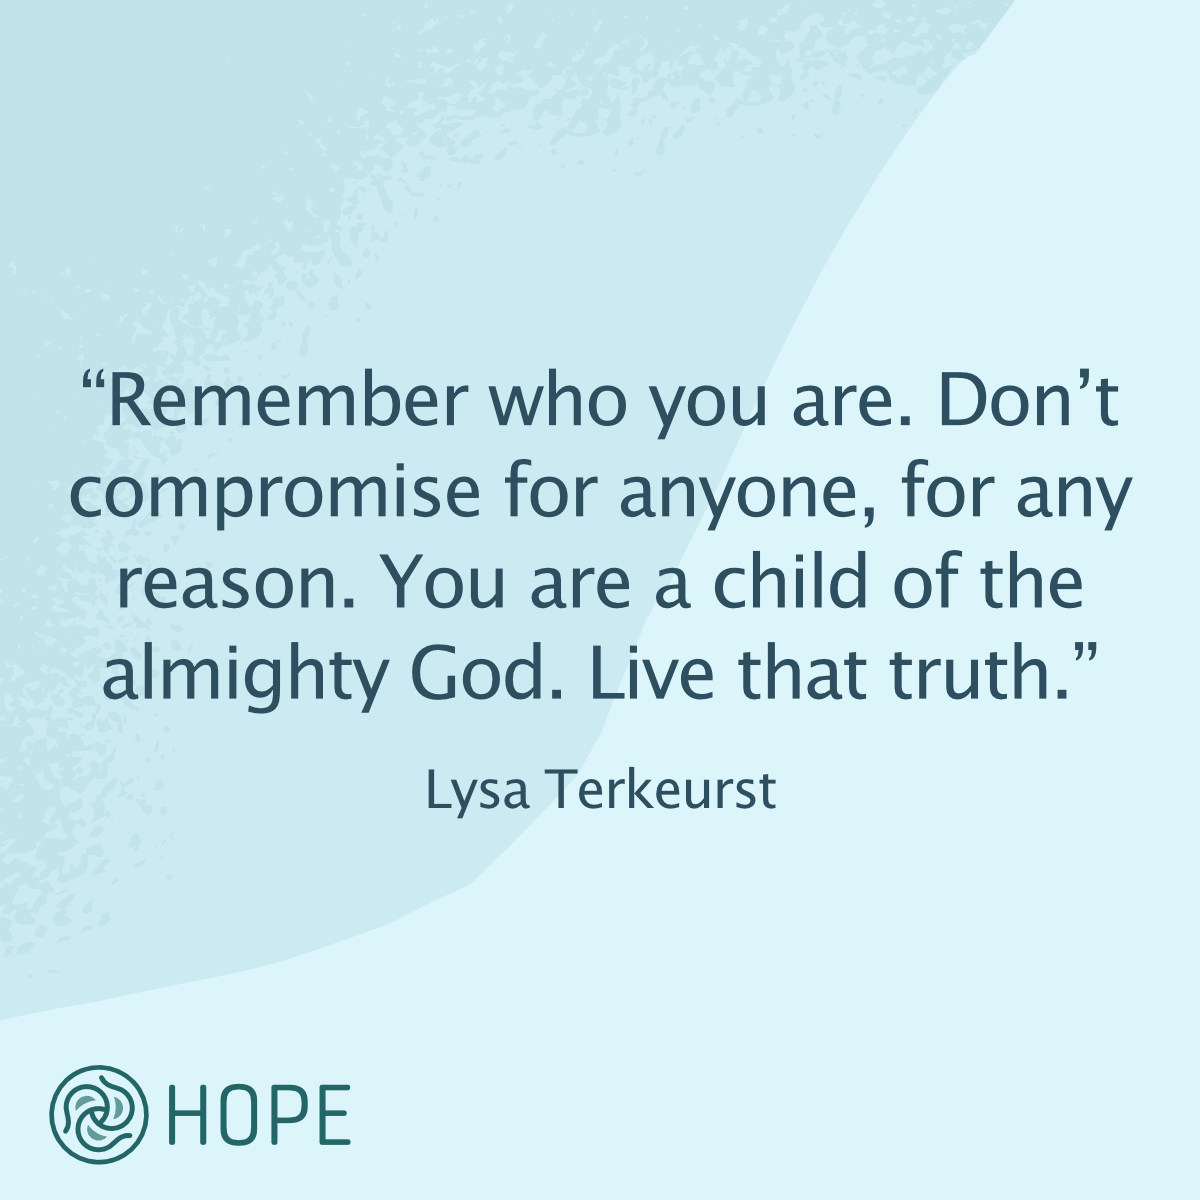 “Remember who you are. Don’t
compromise for anyone, for any
reason. You are a child of the
almighty God. Live that truth.”
Lysa Terkeurst
HOPE